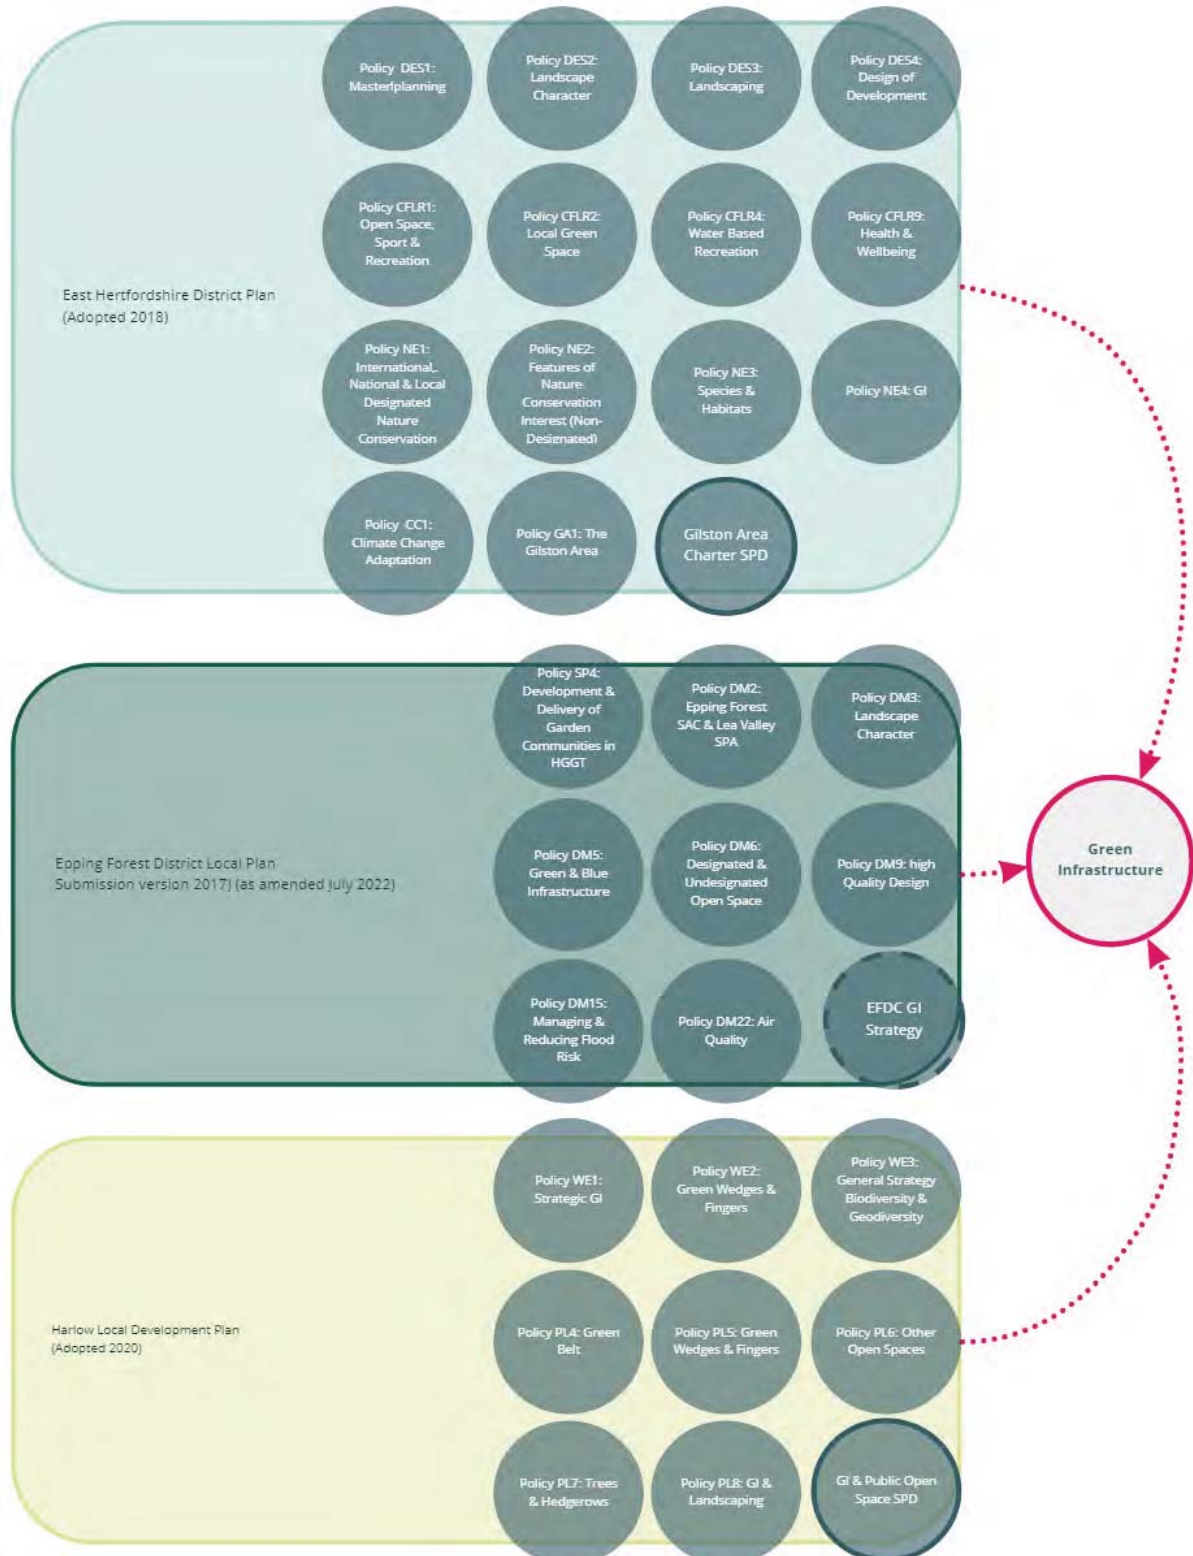 Policy  DES1:
Masterlplanning
Policy DES2:
Landscape
Character
Policy DES3:
Landscaping
Policy DES4:
Design of
Development
Policy CFLR1:
Open Space,
Sport &
Recreation
Policy CFLR2:
Local Green
Space
Policy CFLR4:
Water Based
Recreation
Policy CFLR9:
Health &
Wellbeing
East Hertfordshire District Plan
(Adopted 2018)
Policy NE1:
International,
National & Local
Designated
Nature
Conservation
Policy NE2:
Features of
Nature
Conservation
Interest (Non-
Designated)
Policy NE3:
Species &
Habitats
Policy NE4: GI
Policy  CC1:
Climate Change
Adaptation
Policy GA1: The
Gilston Area
Gilston Area
Charter SPD
Policy SP4:
Development &
Delivery of
Garden
Communities in
HGGT
Policy DM2:
Epping Forest
SAC & Lea Valley
SPA
Policy DM3:
Landscape
Character
Epping Forest District Local Plan
Submission version 2017) (as amended July 2022)
Policy DM5:
Green & Blue
Infrastructure
Policy DM6:
Designated &
Undesignated
Open Space
Policy DM9: high
Quality Design
Green
Infrastructure
Policy DM15:
Managing &
Reducing Flood
Risk
Policy DM22: Air
Quality
EFDC GI
Strategy
Policy WE1:
Strategic GI
Policy WE2:
Green Wedges &
Fingers
Policy WE3:
General Strategy
Biodiversity &
Geodiversity
Harlow Local Development Plan
(Adopted 2020)
Policy PL4: Green
Belt
Policy PL5: Green
Wedges & Fingers
Policy PL6: Other
Open Spaces
Policy PL7: Trees
& Hedgerows
Policy PL8: GI &
Landscaping
GI & Public Open
Space SPD